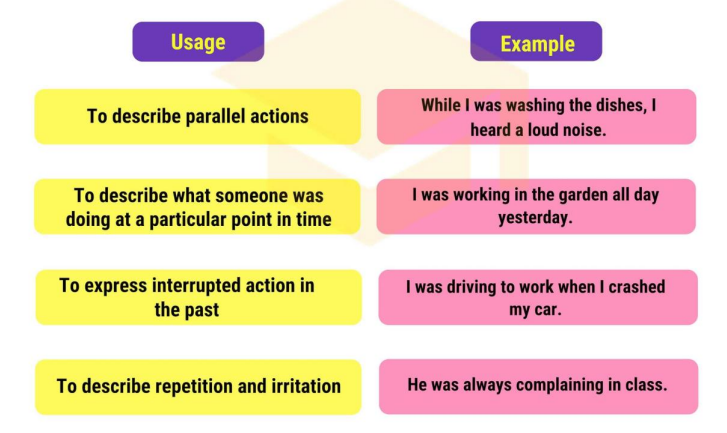 Usage
Example
To describe parallel actions
While I was washing the dishes, I
heard a loud noise.
To describe what someone was
doing at a particular point in time
I was working in the garden all day
yesterday.
To express interrupted action in
the past
I was driving to work when I crashed
my car.
To describe repetition and irritation
He was always complaining in class.